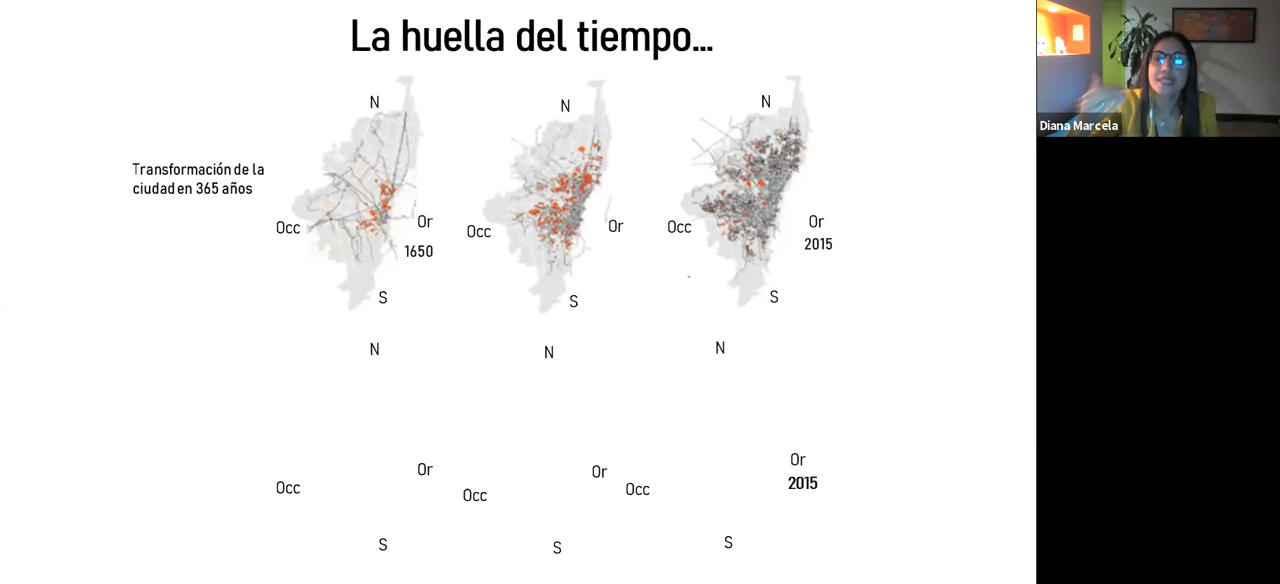 La huella del tiempo...
Transformación de la
ciudad en 365 años
N
Occ
Or
1650
S
N
Occ
Or
S
N
Occ
Or
2015
S
N
Occ
Or
S
N
Occ
Or
S
N
Occ
Or
2015
S
Diana Marcela